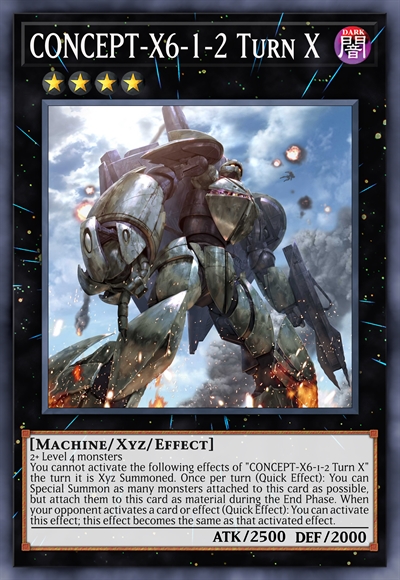 CONCEPT-X6-1-2 TURN X
DARK
闇
[MACHINE/XYZ/EFFECT]
2+ Level 4 monsters
You cannot activate the following effects of "CONCEPT-X6-1-2 Turn X"
the turn it is Xyz Summoned. Once per turn (Quick Effect): You can
Special Summon as many monsters attached to this card as possible,
but attach them to this card as material during the End Phase. When
your opponent activates a card or effect (Quick Effect): You can activate
this effect; this effect becomes the same as that activated effect.
ATK/2500 DEF/2000